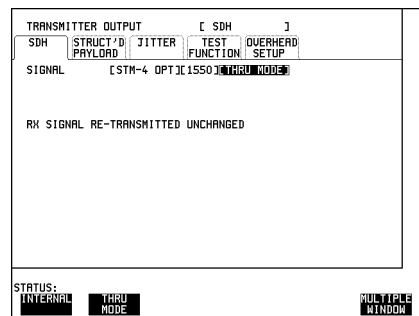 TRANSMITTER OUTPUT [ SDH ]
SDH STRUCT'D PAYLOAD JITTER TEST FUNCTION OVERHEAD SETUP
SIGNAL [STM-4 OPT][1550][THRU MODE]
RX SIGNAL RE-TRANSMITTED UNCHANGED
STATUS:
INTERNAL THRU MODE MULTIPLE WINDOW